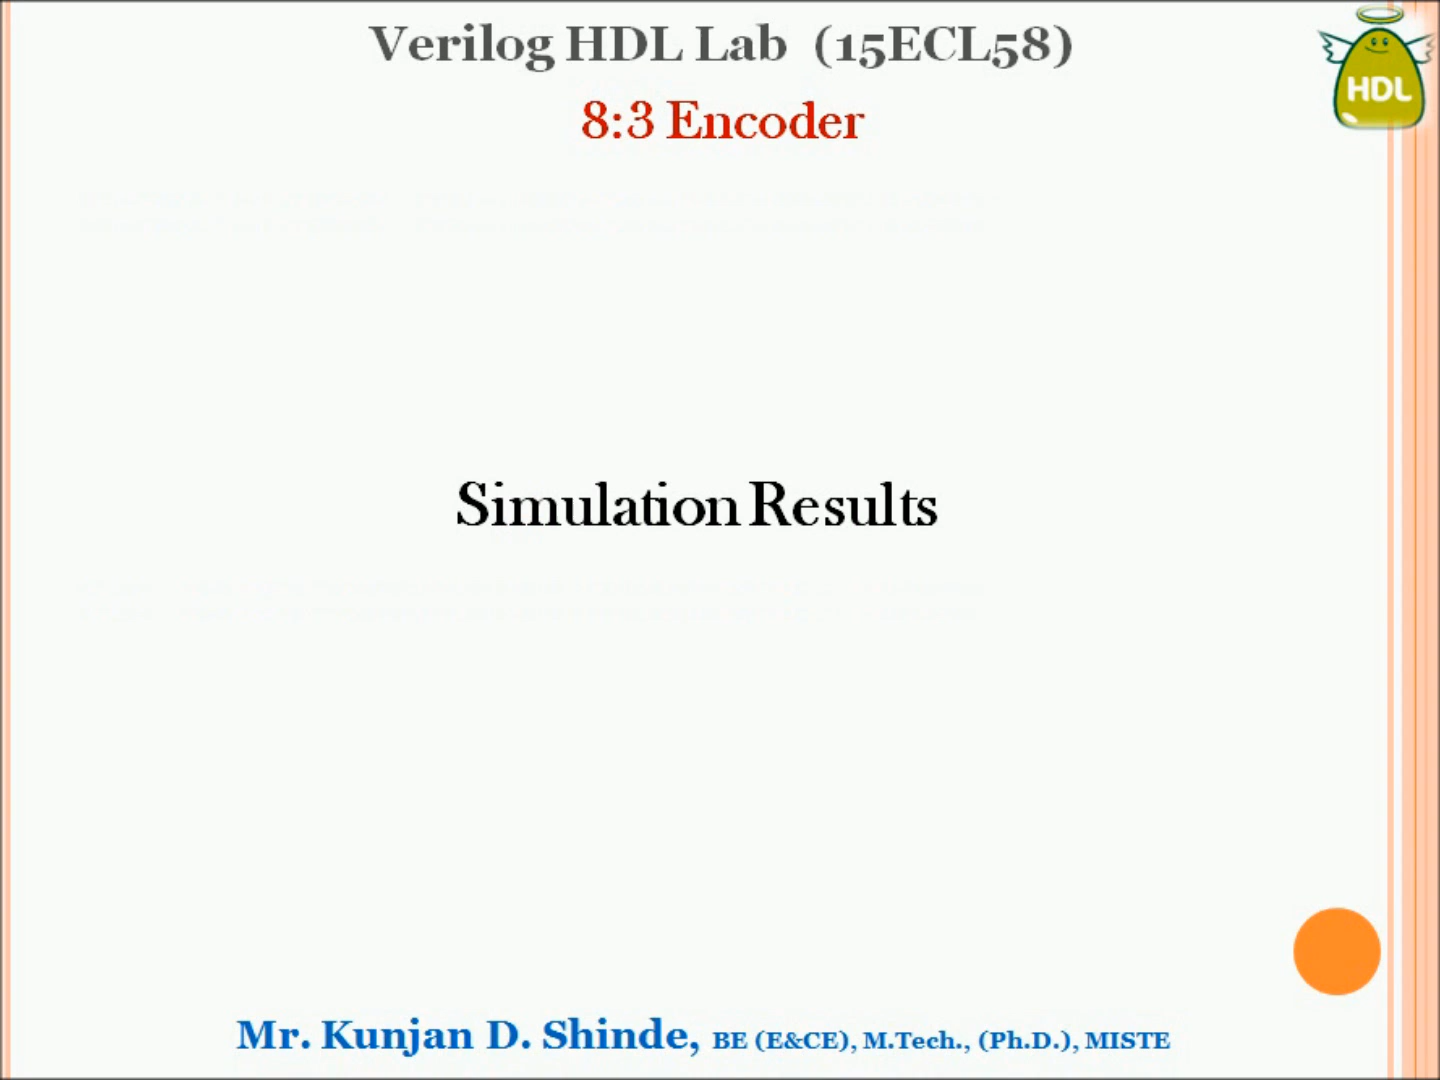 Verilog HDL Lab (15ECL58)
HDL
8:3 Encoder
Simulation Results
Mr. Kunjan D. Shinde, BE (E&CE), M.Tech., (Ph.D.), MISTE